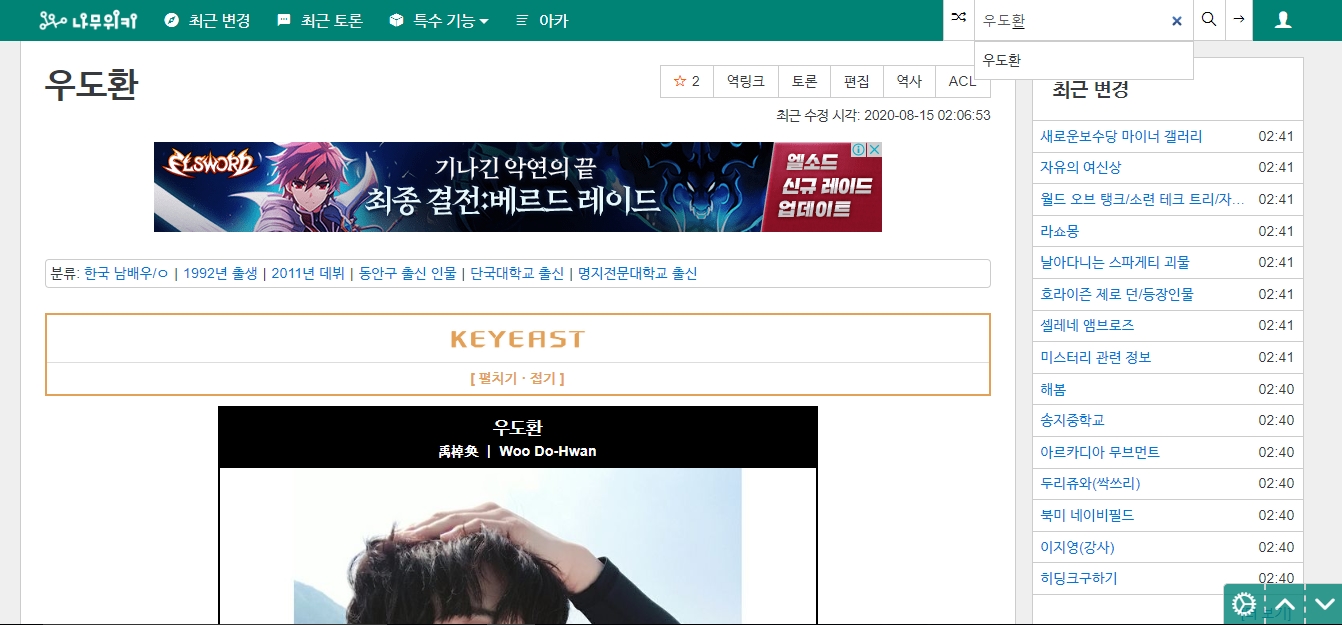 나무위키 최근 변경 최근 토론 특수 기능 아카
우도환
우도환
우도환
2 역링크 토론 편집 역사 ACL
최근 수정 시각: 2020-08-15 02:06:53
ELSWORD
기나긴 악연의 끝
최종 결전:베르드 레이드
엘소드
신규 레이드
업데이트
분류: 한국 남배우/ㅇ | 1992년 출생 | 2011년 데뷔 | 동안구 출신 인물 | 단국대학교 출신 | 명지전문대학교 출신
KEYEAST
[ 펼치기 · 접기 ]
우도환
禹棹奐 | Woo Do-Hwan
최근 변경
새로운보수당 마이너 갤러리 02:41
자유의 여신상 02:41
월드 오브 탱크/소련 테크 트리/자... 02:41
라쇼몽 02:41
날아다니는 스파게티 괴물 02:41
호라이즌 제로 던/등장인물 02:41
셀레네 앰브로즈 02:41
미스터리 관련 정보 02:41
해봄 02:40
송지중학교 02:40
아르카디아 무브먼트 02:40
두리쥬와(싹쓰리) 02:40
북미 네이비필드 02:40
이지영(강사) 02:40
히딩크구하기 02:40